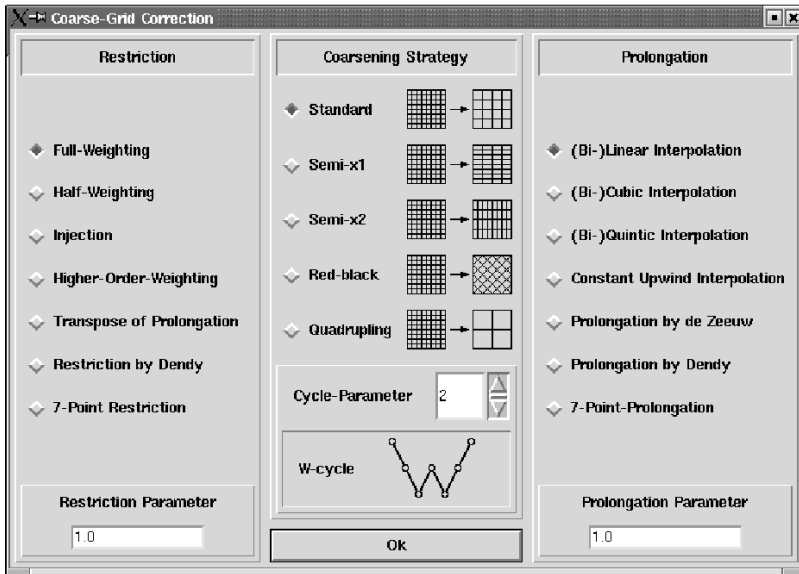 Coarse-Grid Correction
Restriction
Full-Weighting
Half-Weighting
Injection
Higher-Order-Weighting
Transpose of Prolongation
Restriction by Dendy
7-Point Restriction
Restriction Parameter
1.0
Coarsening Strategy
Standard
Semi-x1
Semi-x2
Red-black
Quadrupling
Cycle-Parameter
2
W-cycle
Ok
Prolongation
(Bi-)Linear Interpolation
(Bi-)Cubic Interpolation
(Bi-)Quintic Interpolation
Constant Upwind Interpolation
Prolongation by de Zeeuw
Prolongation by Dendy
7-Point-Prolongation
Prolongation Parameter
1.0